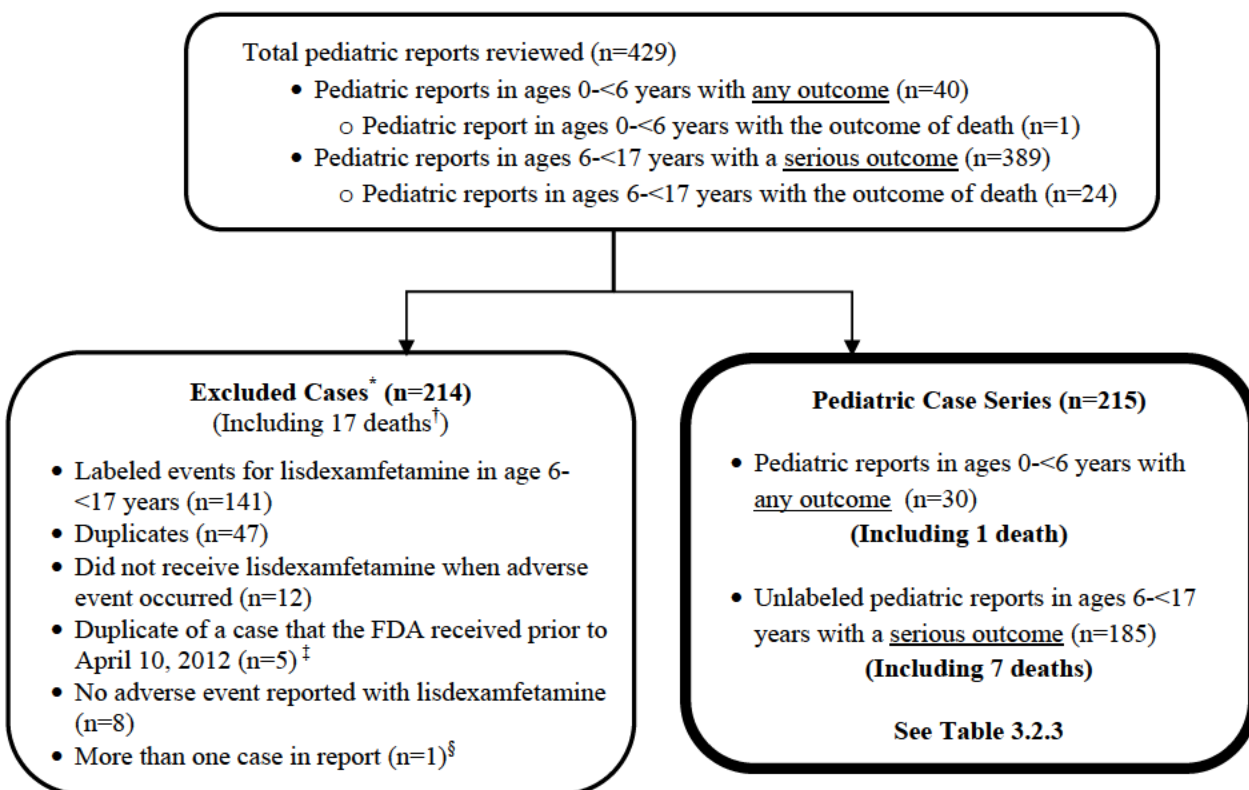 Total pediatric reports reviewed (n=429)
• Pediatric reports in ages 0-<6 years with any outcome (n=40)
o Pediatric report in ages 0-<6 years with the outcome of death (n=1)
• Pediatric reports in ages 6-<17 years with a serious outcome (n=389)
o Pediatric reports in ages 6-<17 years with the outcome of death (n=24)
Excluded Cases* (n=214)
(Including 17 deaths†)
• Labeled events for lisdexamfetamine in age 6-
<17 years (n=141)
• Duplicates (n=47)
• Did not receive lisdexamfetamine when adverse
event occurred (n=12)
• Duplicate of a case that the FDA received prior to
April 10, 2012 (n=5)‡
• No adverse event reported with lisdexamfetamine
(n=8)
• More than one case in report (n=1)§
Pediatric Case Series (n=215)
• Pediatric reports in ages 0-<6 years with
any outcome (n=30)
(Including 1 death)
• Unlabeled pediatric reports in ages 6-<17
years with a serious outcome (n=185)
(Including 7 deaths)
See Table 3.2.3